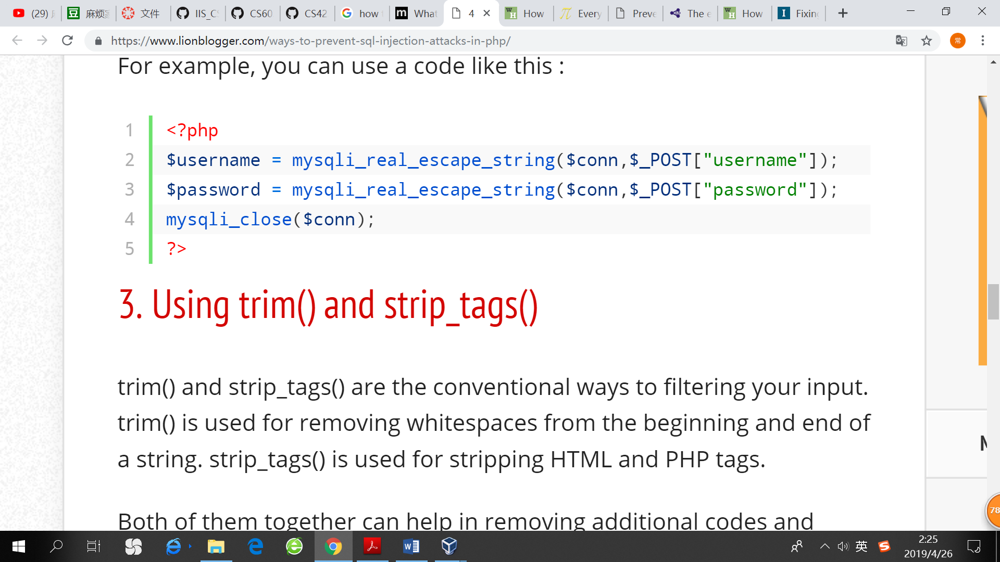 (29)
麻烦家
文件
IIS_CS
CS60
CS42
how
What
4
How
Every
Preve
The e
How
Fixing
https://www.lionblogger.com/ways-to-prevent-sql-injection-attacks-in-php/
常
For example, you can use a code like this :
1 <?php
2 $username = mysqli_real_escape_string($conn,$_POST["username"]);
3 $password = mysqli_real_escape_string($conn,$_POST["password"]);
4 mysqli_close($conn);
5 ?>
3. Using trim() and strip_tags()
trim() and strip_tags() are the conventional ways to filtering your input.
trim() is used for removing whitespaces from the beginning and end of
a string. strip_tags() is used for stripping HTML and PHP tags.
Both of them together can help in removing additional codes and
78
英
2:25
2019/4/26